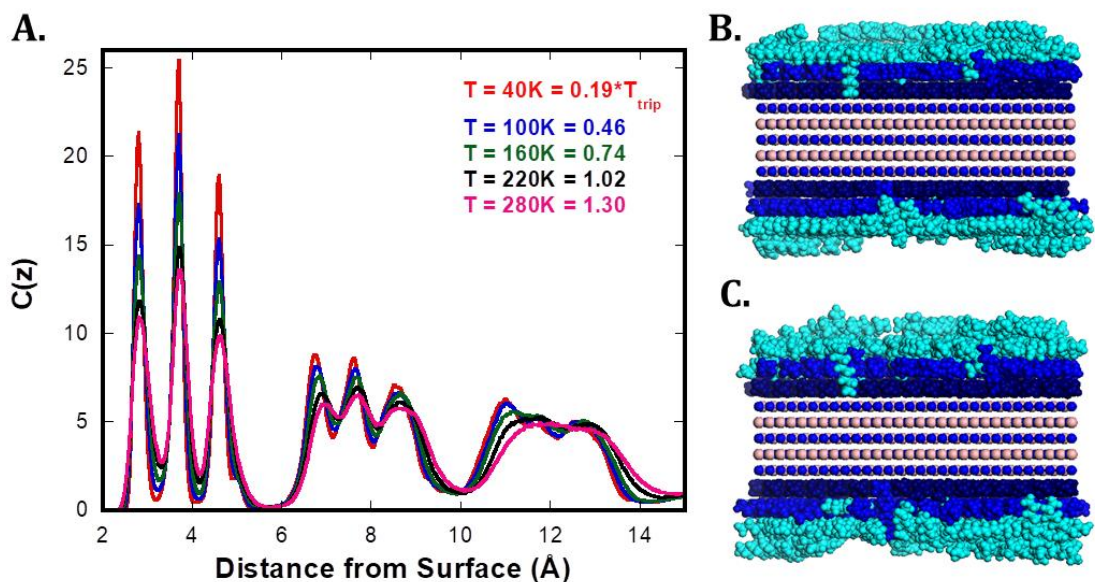 A.
25
20
15
10
5
0
C(z)
T = 40K = 0.19*T_trip
T = 100K = 0.46
T = 160K = 0.74
T = 220K = 1.02
T = 280K = 1.30
2 4 6 8 10 12 14
Distance from Surface (Å)
B.
C.